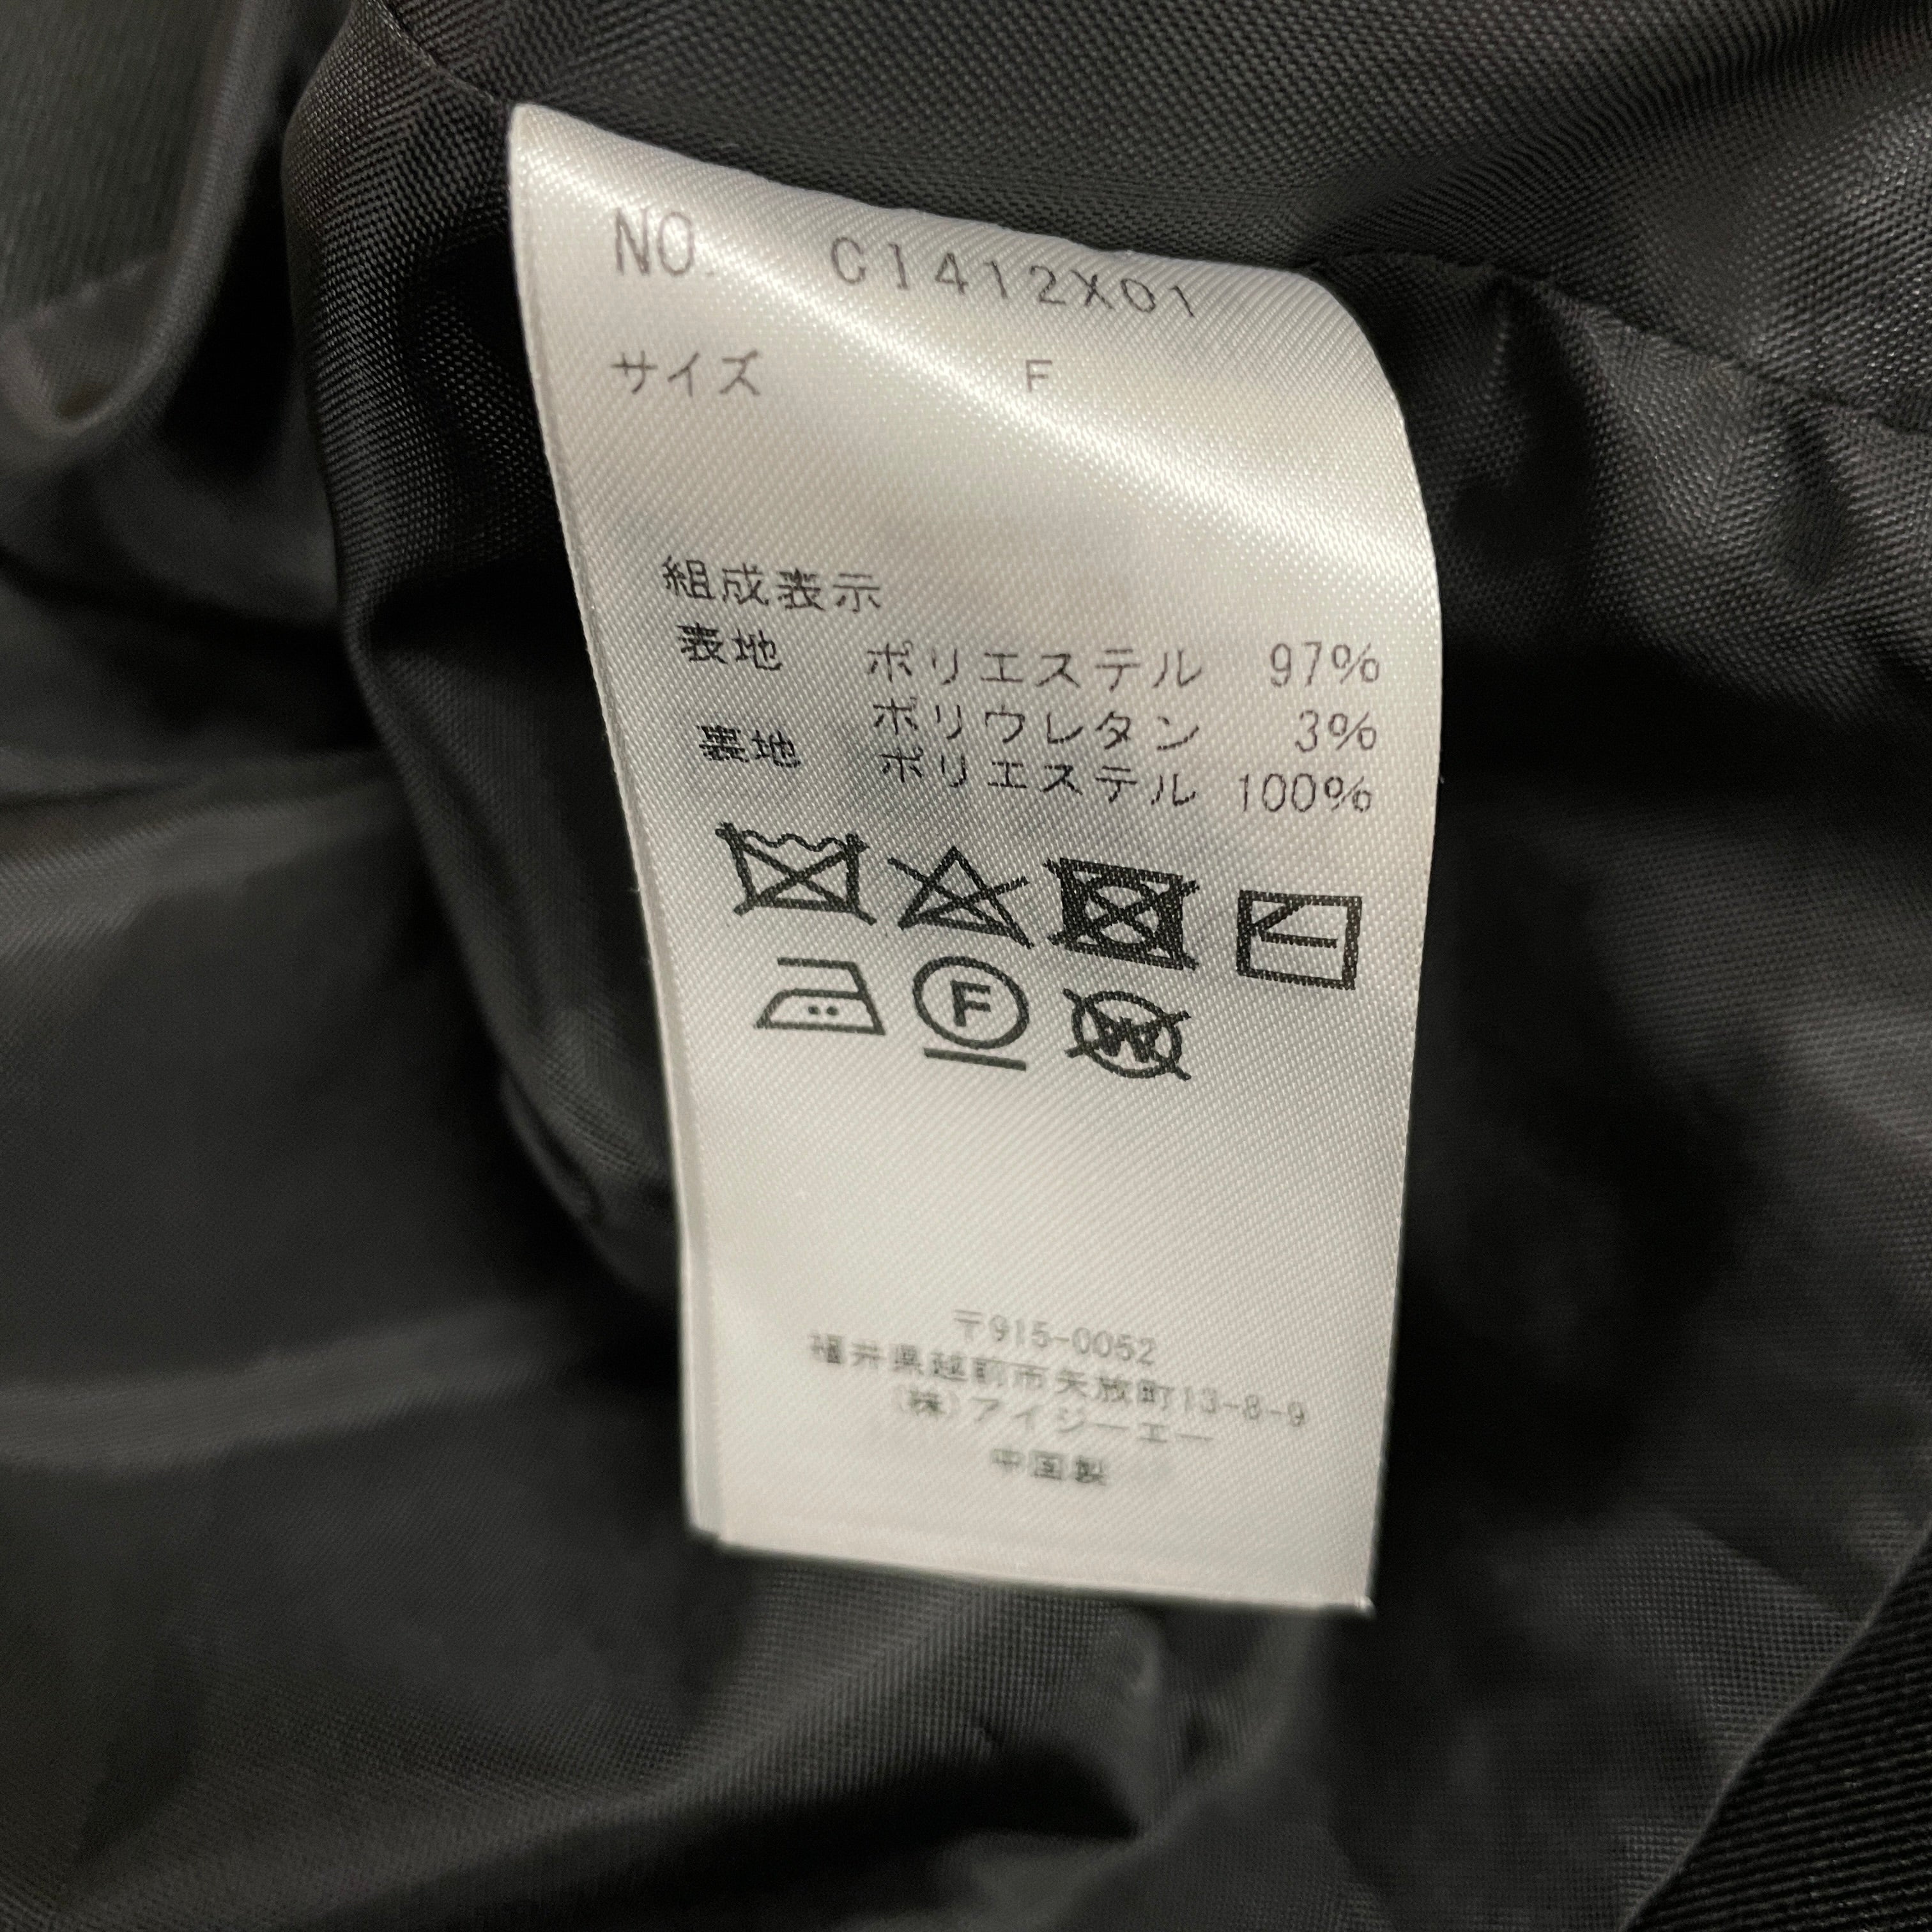 NO. C1412X01
サイズ F
組成表示
表地 ポリエステル 97%
ポリウレタン 3%
裏地 ポリエステル 100%
F
W
〒915-0052
福井県越前市矢放町13-8-9
(株)アイジーエー
中国製